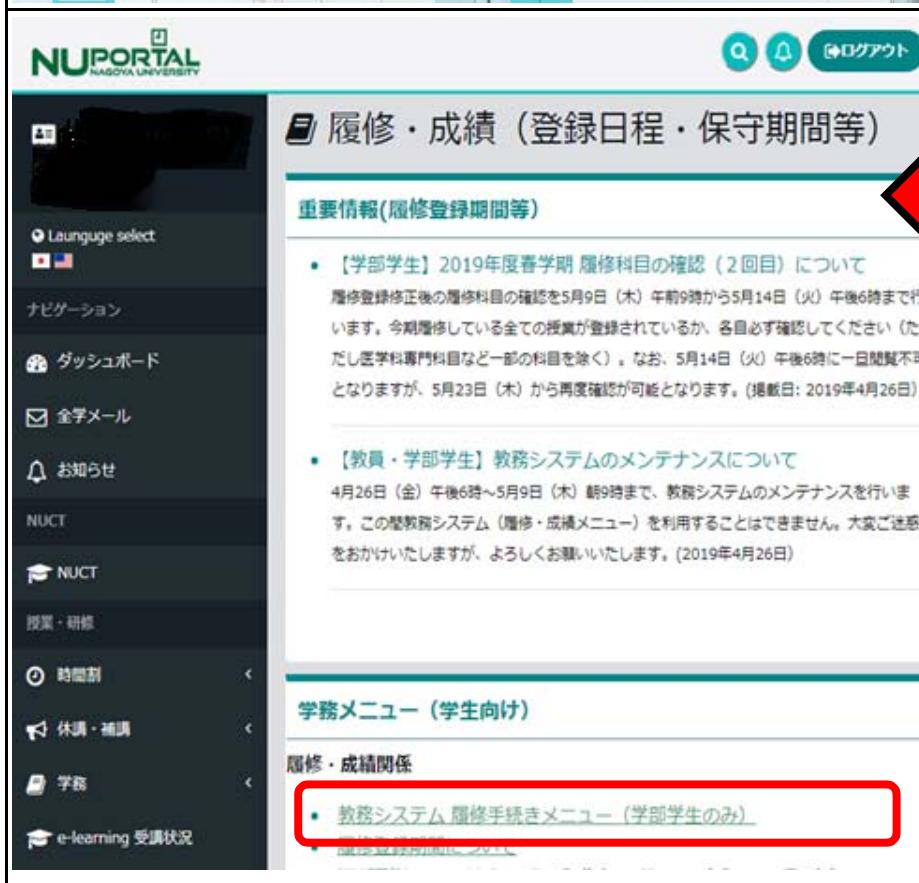 NUPORTAL
NAGOYA UNIVERSITY
ログアウト
Launguge select
ナビゲーション
ダッシュボード
全学メール
お知らせ
NUCT
NUCT
授業・研修
時間割
休講・補講
学務
e-learning 受講状況
履修・成績（登録日程・保守期間等）
重要情報(履修登録期間等）
【学部学生】2019年度春学期 履修科目の確認（２回目）について
履修登録修正後の履修科目の確認を5月9日（木）午前9時から5月14日（火）午後6時まで行
います。今期履修している全ての授業が登録されているか、各自必ず確認してください（た
だし医学科専門科目など一部の科目を除く）。なお、5月14日（火）午後6時に一旦閲覧不可
となりますが、5月23日（木）から再度確認が可能となります。(掲載日: 2019年4月26日)
【教員・学部学生】教務システムのメンテナンスについて
4月26日（金）午後6時～5月9日（木）朝9時まで、教務システムのメンテナンスを行いま
す。この間教務システム（履修・成績メニュー）を利用することはできません。大変ご迷惑
をおかけいたしますが、よろしくお願いいたします。(2019年4月26日)
学務メニュー（学生向け）
履修・成績関係
教務システム 履修手続きメニュー（学部学生のみ）
履修登録期間について